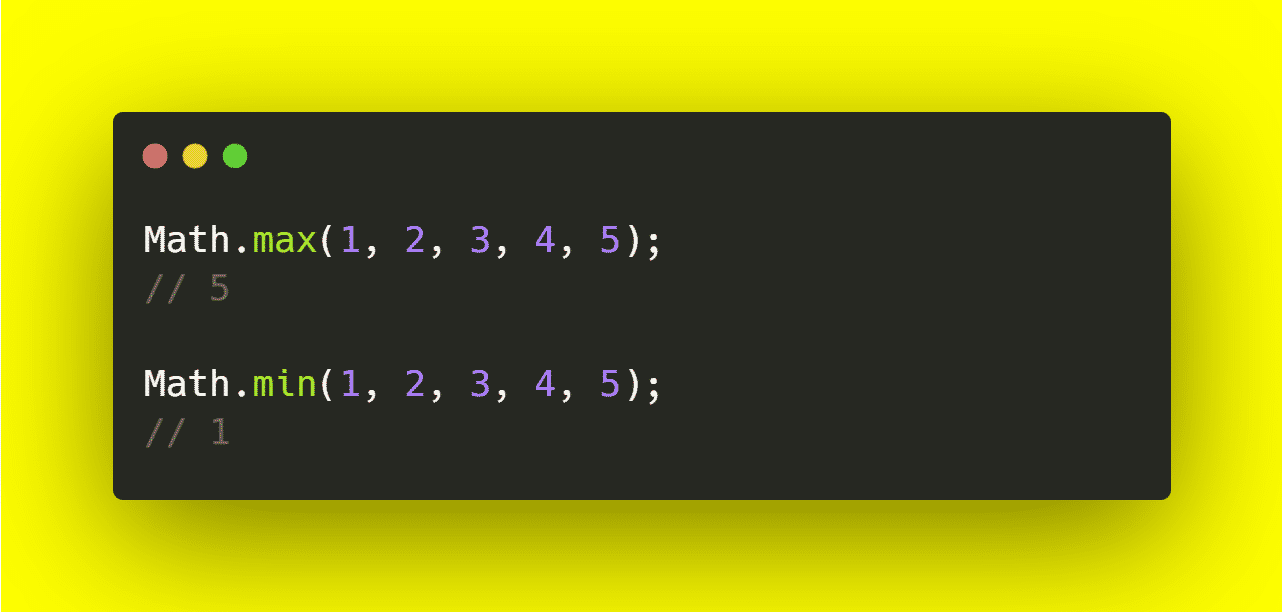 Math.max(1, 2, 3, 4, 5);
// 5
Math.min(1, 2, 3, 4, 5);
// 1